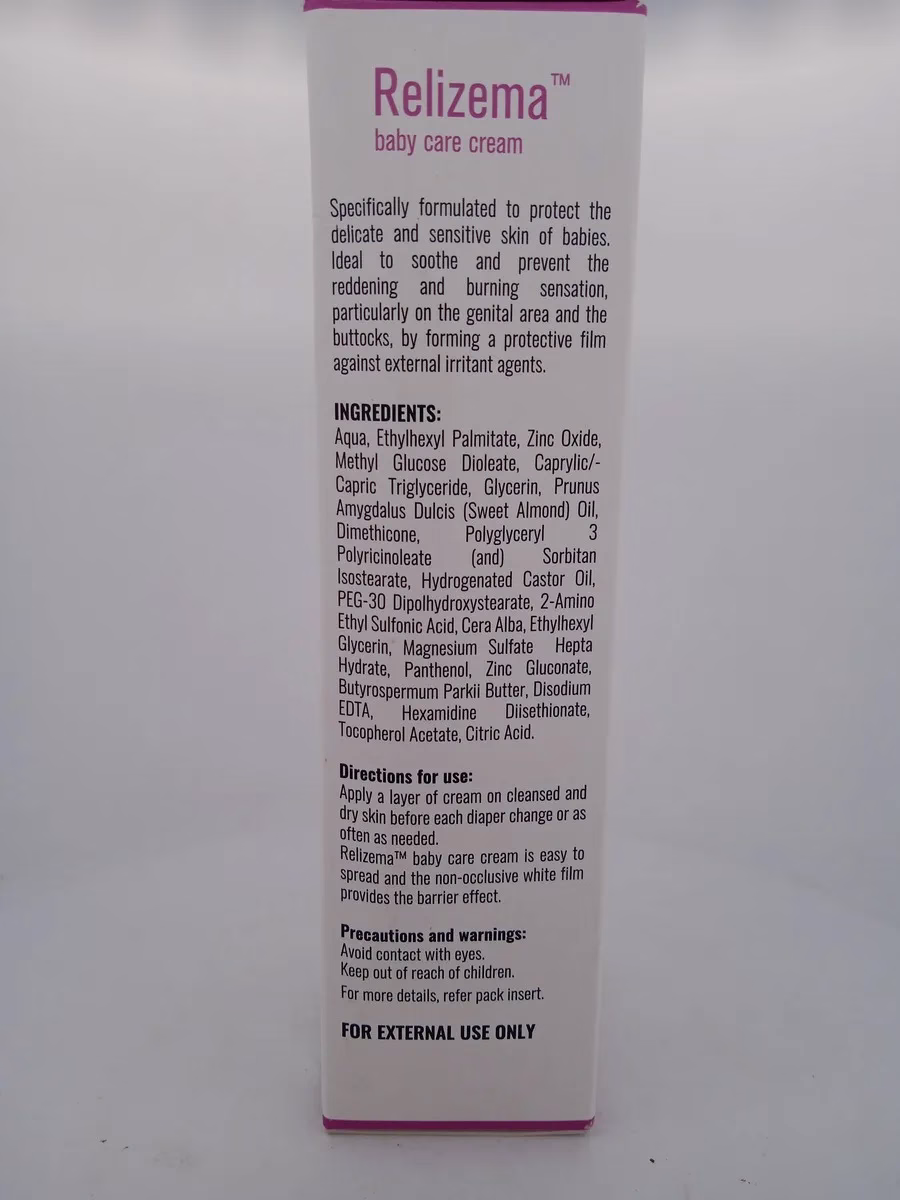 Relizema™
baby care cream
Specifically formulated to protect the
delicate and sensitive skin of babies.
Ideal to soothe and prevent the
reddening and burning sensation,
particularly on the genital area and the
buttocks, by forming a protective film
against external irritant agents.
INGREDIENTS:
Aqua, Ethylhexyl Palmitate, Zinc Oxide,
Methyl Glucose Dioleate, Caprylic/-
Capric Triglyceride, Glycerin, Prunus
Amygdalus Dulcis (Sweet Almond) Oil,
Dimethicone, Polyglyceryl 3
Polyricinoleate (and) Sorbitan
Isostearate, Hydrogenated Castor Oil,
PEG-30 Dipolhydroxystearate, 2-Amino
Ethyl Sulfonic Acid, Cera Alba, Ethylhexyl
Glycerin, Magnesium Sulfate Hepta
Hydrate, Panthenol, Zinc Gluconate,
Butyrospermum Parkii Butter, Disodium
EDTA, Hexamidine Diisethionate,
Tocopherol Acetate, Citric Acid.
Directions for use:
Apply a layer of cream on cleansed and
dry skin before each diaper change or as
often as needed.
Relizema™ baby care cream is easy to
spread and the non-occlusive white film
provides the barrier effect.
Precautions and warnings:
Avoid contact with eyes.
Keep out of reach of children.
For more details, refer pack insert.
FOR EXTERNAL USE ONLY